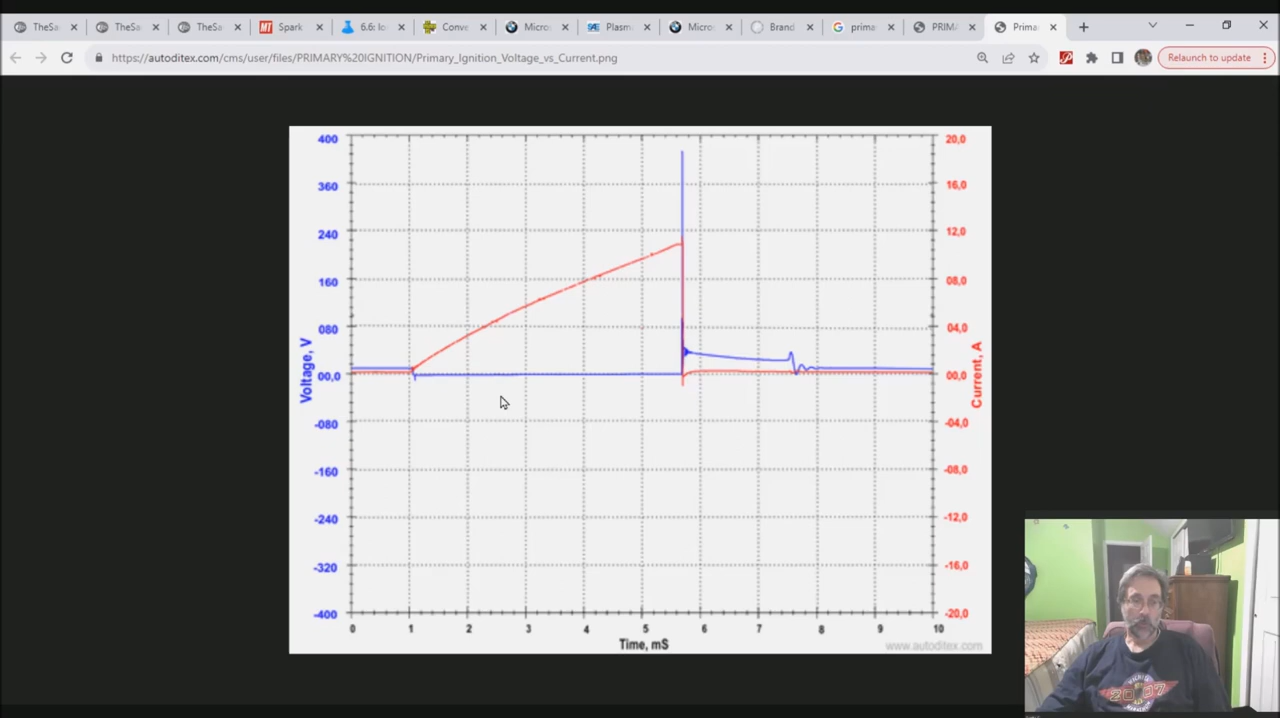 TheSa
TheSa
TheSa
Spark
6.6: Io
Conve
Micro
Plasm
Micro
Brand
prima
PRIM
Prima
https://autoditex.com/cms/user/files/PRIMARY%20IGNITION/Primary_Ignition_Voltage_vs_Current.png
Relaunch to update
400
360
240
160
080
00,0
-080
-160
-240
-320
-400
Voltage, V
20,0
16,0
12,0
08,0
04,0
00,0
-04,0
-08,0
-12,0
-16,0
-20,0
Current, A
0 1 2 3 4 5 6 7 8 9 10
Time, mS
www.autoditex.com
2007